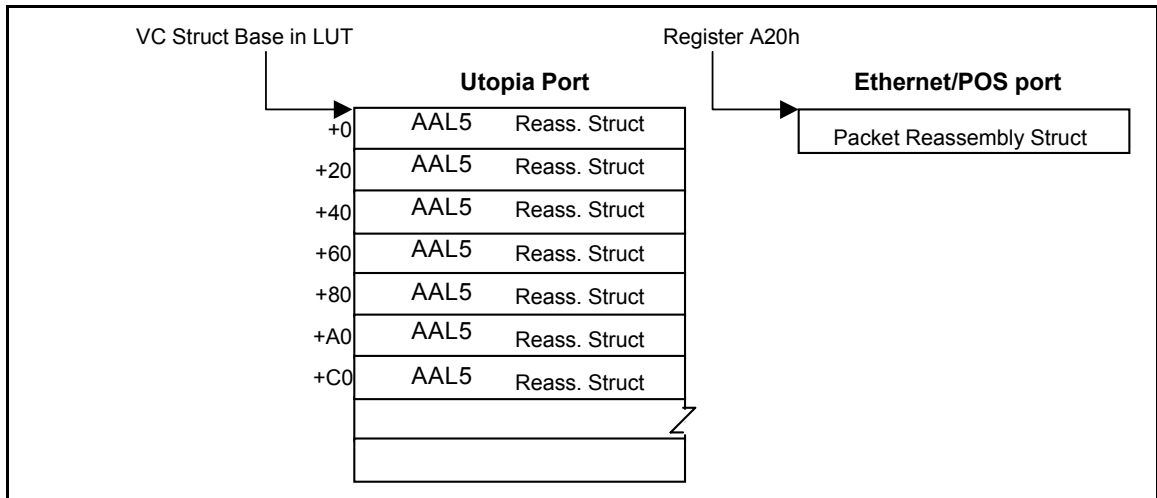 VC Struct Base in LUT
Register A20h
Utopia Port
Ethernet/POS port
+0 AAL5 Reass. Struct
Packet Reassembly Struct
+20 AAL5 Reass. Struct
+40 AAL5 Reass. Struct
+60 AAL5 Reass. Struct
+80 AAL5 Reass. Struct
+A0 AAL5 Reass. Struct
+C0 AAL5 Reass. Struct